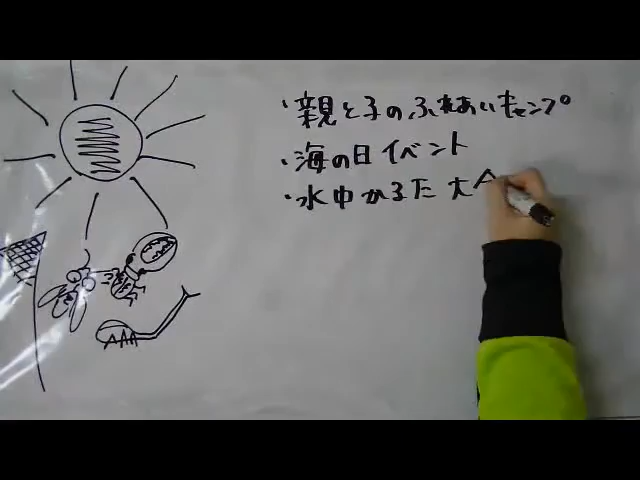 ・親と子のふれあいキャンプ
・海の日イベント
・水中かるた大